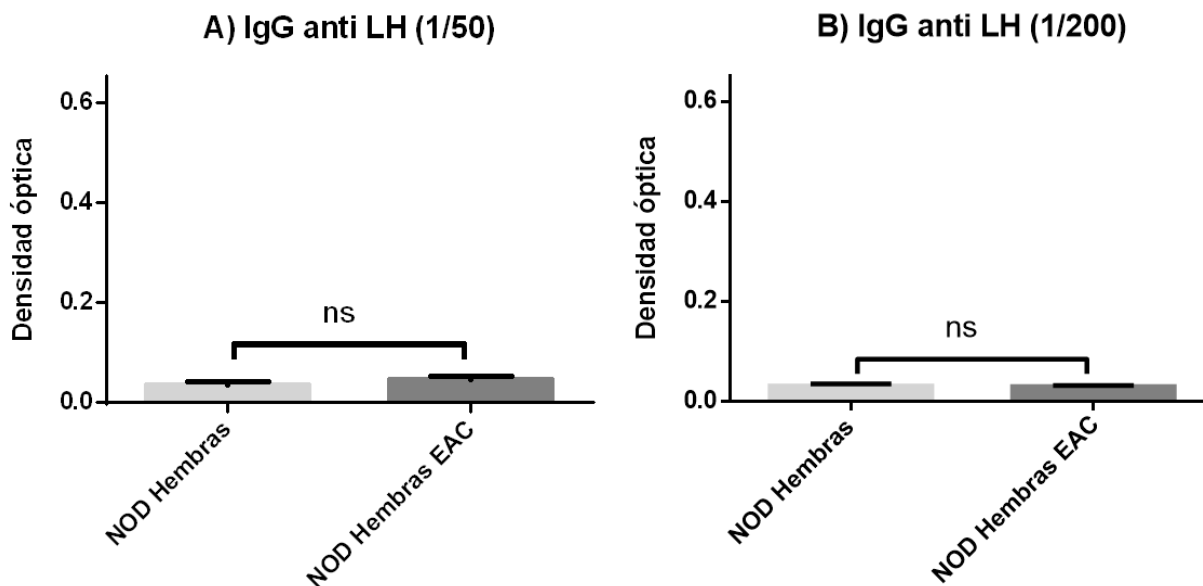 A) IgG anti LH (1/50)
Densidad óptica
0.6
0.4
0.2
0.0
ns
NOD Hembras
NOD Hembras EAC
B) IgG anti LH (1/200)
Densidad óptica
0.6
0.4
0.2
0.0
ns
NOD Hembras
NOD Hembras EAC